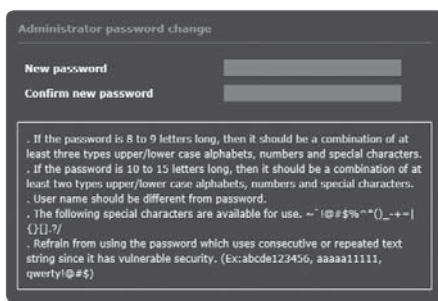 Administrator password change
New password
Confirm new password
. If the password is 8 to 9 letters long, then it should be a combination of at
least three types upper/lower case alphabets, numbers and special characters.
. If the password is 10 to 15 letters long, then it should be a combination of at
least two types upper/lower case alphabets, numbers and special characters.
. User name should be different from password.
. The following special characters are available for use. ~`!@#$%^*()_-+=|
{}[].?/
. Refrain from using the password which uses consecutive or repeated text
string since it has vulnerable security. (Ex:abcde123456, aaaaa11111,
qwerty!@#$)